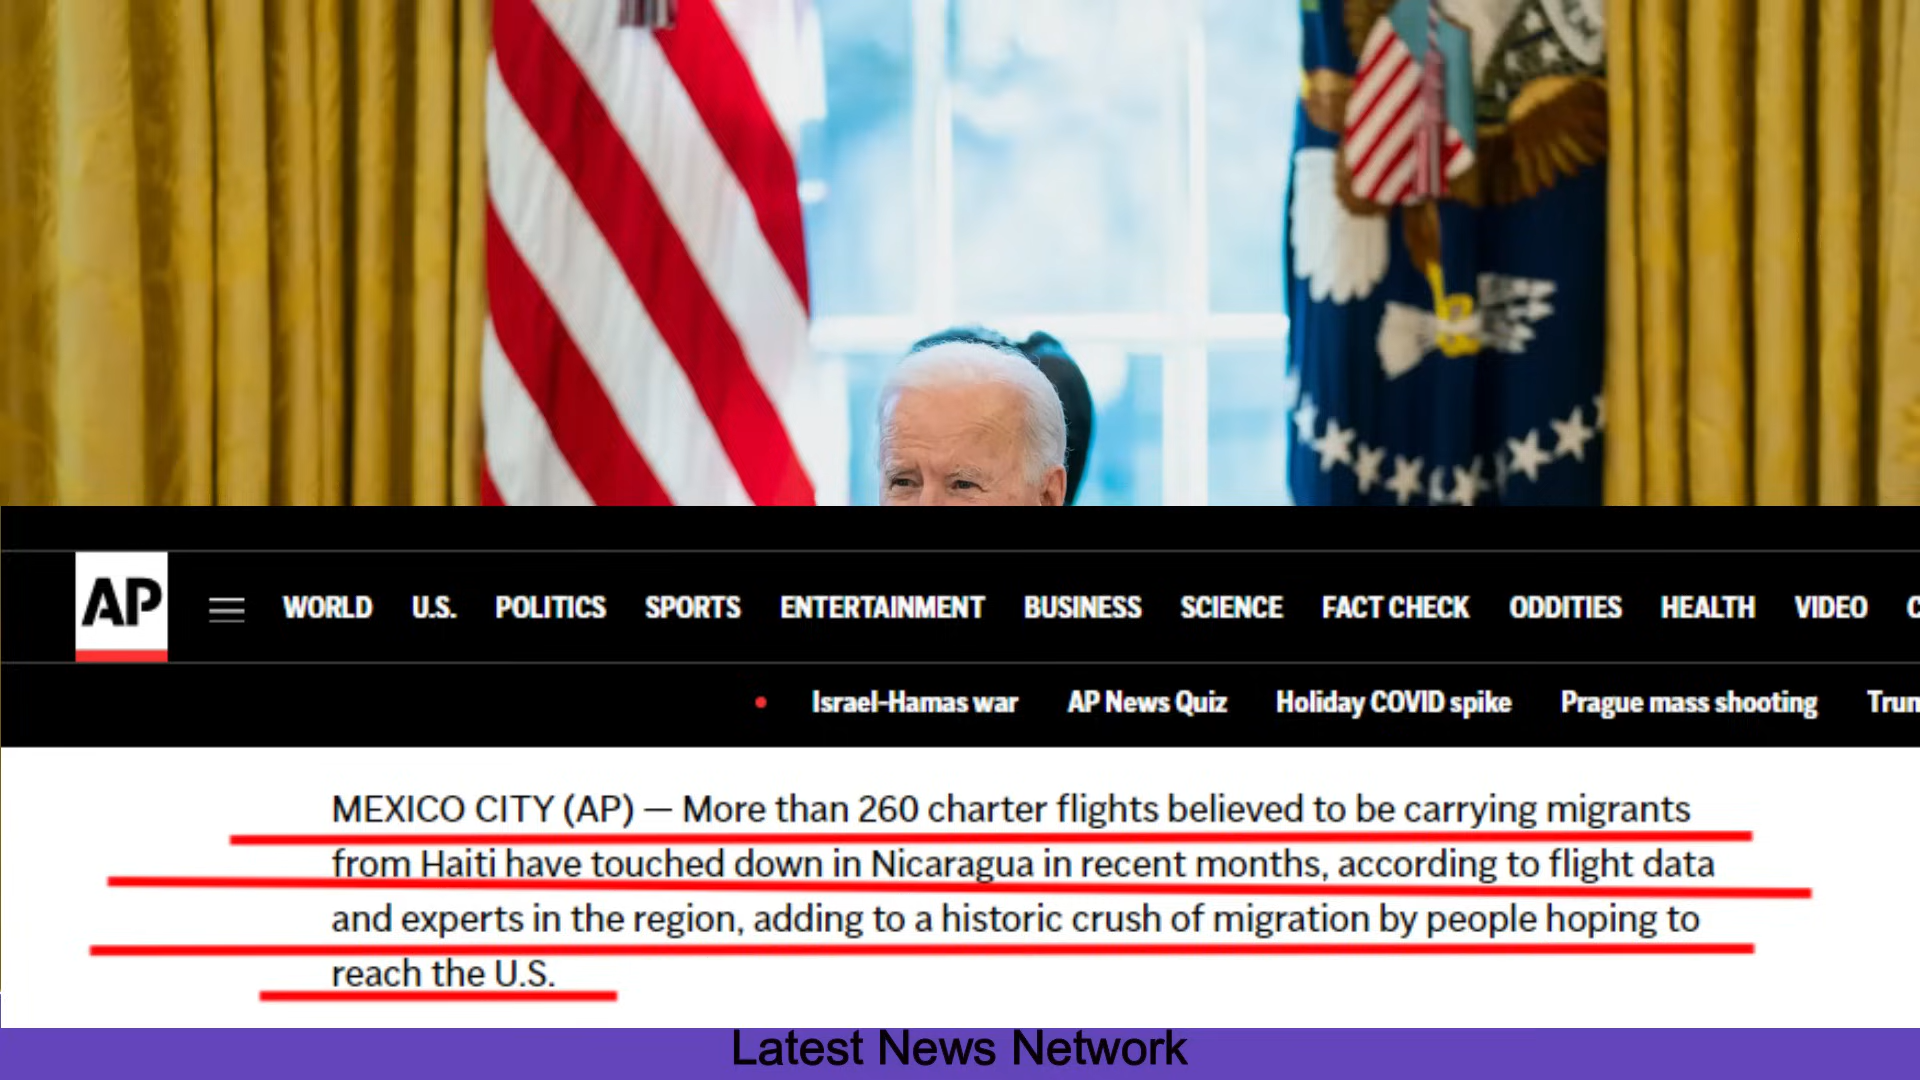 AP
WORLD U.S. POLITICS SPORTS ENTERTAINMENT BUSINESS SCIENCE FACT CHECK ODDITIES HEALTH VIDEO
Israel-Hamas war AP News Quiz Holiday COVID spike Prague mass shooting
MEXICO CITY (AP) — More than 260 charter flights believed to be carrying migrants
from Haiti have touched down in Nicaragua in recent months, according to flight data
and experts in the region, adding to a historic crush of migration by people hoping to
reach the U.S.
Latest News Network